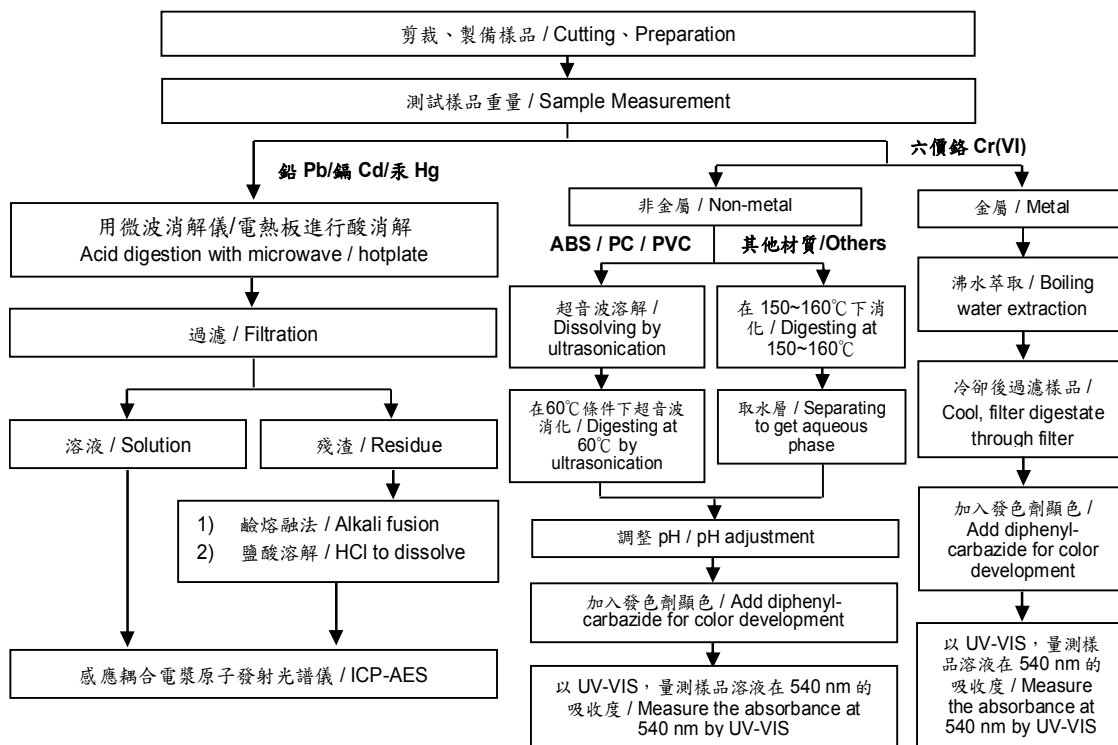 剪裁、製備樣品 / Cutting、Preparation
測試樣品重量 / Sample Measurement
鉛 Pb/鎘 Cd/汞 Hg
六價鉻 Cr(VI)
用微波消解儀/電熱板進行酸消解
Acid digestion with microwave / hotplate
過濾 / Filtration
溶液 / Solution
殘渣 / Residue
1) 鹼熔融法 / Alkali fusion
2) 鹽酸溶解 / HCl to dissolve
感應耦合電漿原子發射光譜儀 / ICP-AES
非金屬 / Non-metal
ABS / PC / PVC
其他材質/Others
超音波溶解 /
Dissolving by
ultrasonication
在60℃條件下超音波
消化 / Digesting at
60℃ by
ultrasonication
在 150~160℃下消
化 / Digesting at
150~160℃
取水層 / Separating
to get aqueous
phase
調整 pH / pH adjustment
加入發色劑顯色 / Add diphenyl-
carbazide for color development
以 UV-VIS，量測樣品溶液在 540 nm 的
吸收度 / Measure the absorbance at
540 nm by UV-VIS
金屬 / Metal
沸水萃取 / Boiling
water extraction
冷卻後過濾樣品 /
Cool, filter digestate
through filter
加入發色劑顯色 /
Add diphenyl-
carbazide for color
development
以 UV-VIS，量測樣
品溶液在 540 nm 的
吸收度 / Measure
the absorbance at
540 nm by UV-VIS